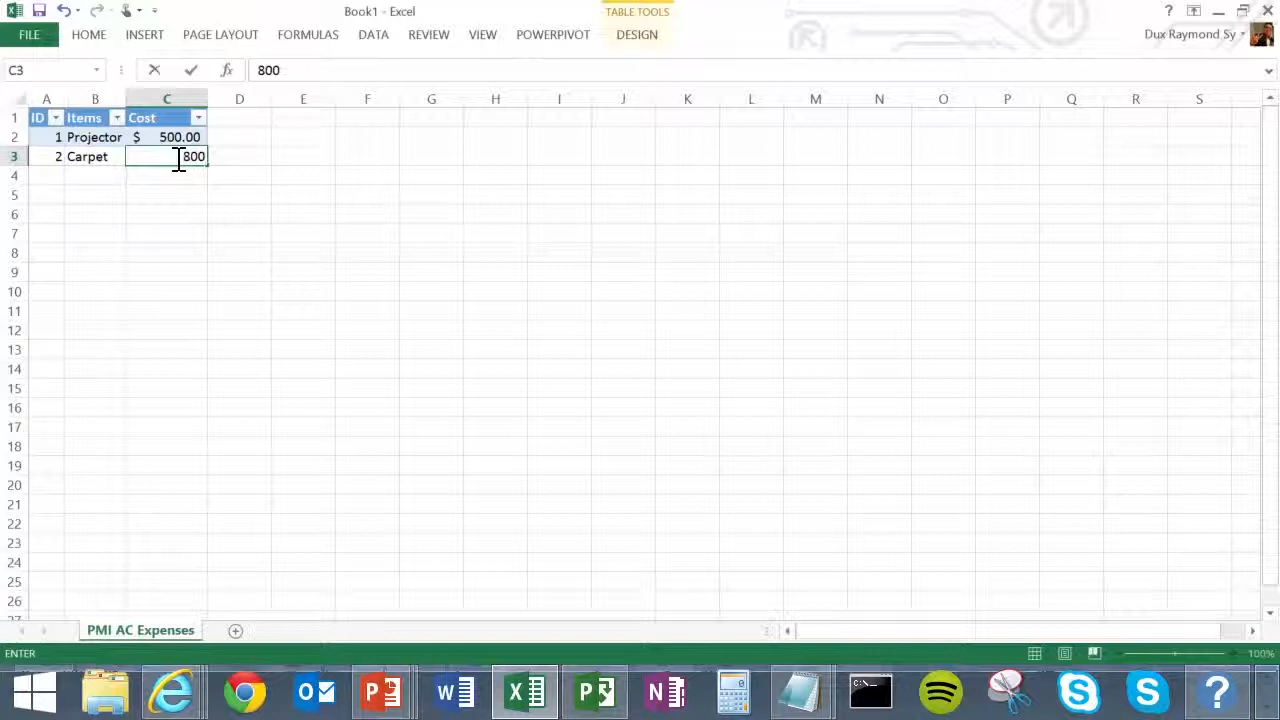 Book1 - Excel
TABLE TOOLS
?
FILE HOME INSERT PAGE LAYOUT FORMULAS DATA REVIEW VIEW POWERPIVOT DESIGN
Dux Raymond Sy
C3 fx 800
A B C D E F G H I J K L M N O P Q R S
1 ID Items Cost
2 1 Projector $ 500.00
3 2 Carpet 800
4
5
6
7
8
9
10
11
12
13
14
15
16
17
18
19
20
21
22
23
24
25
26
27
PMI AC Expenses
ENTER 100%